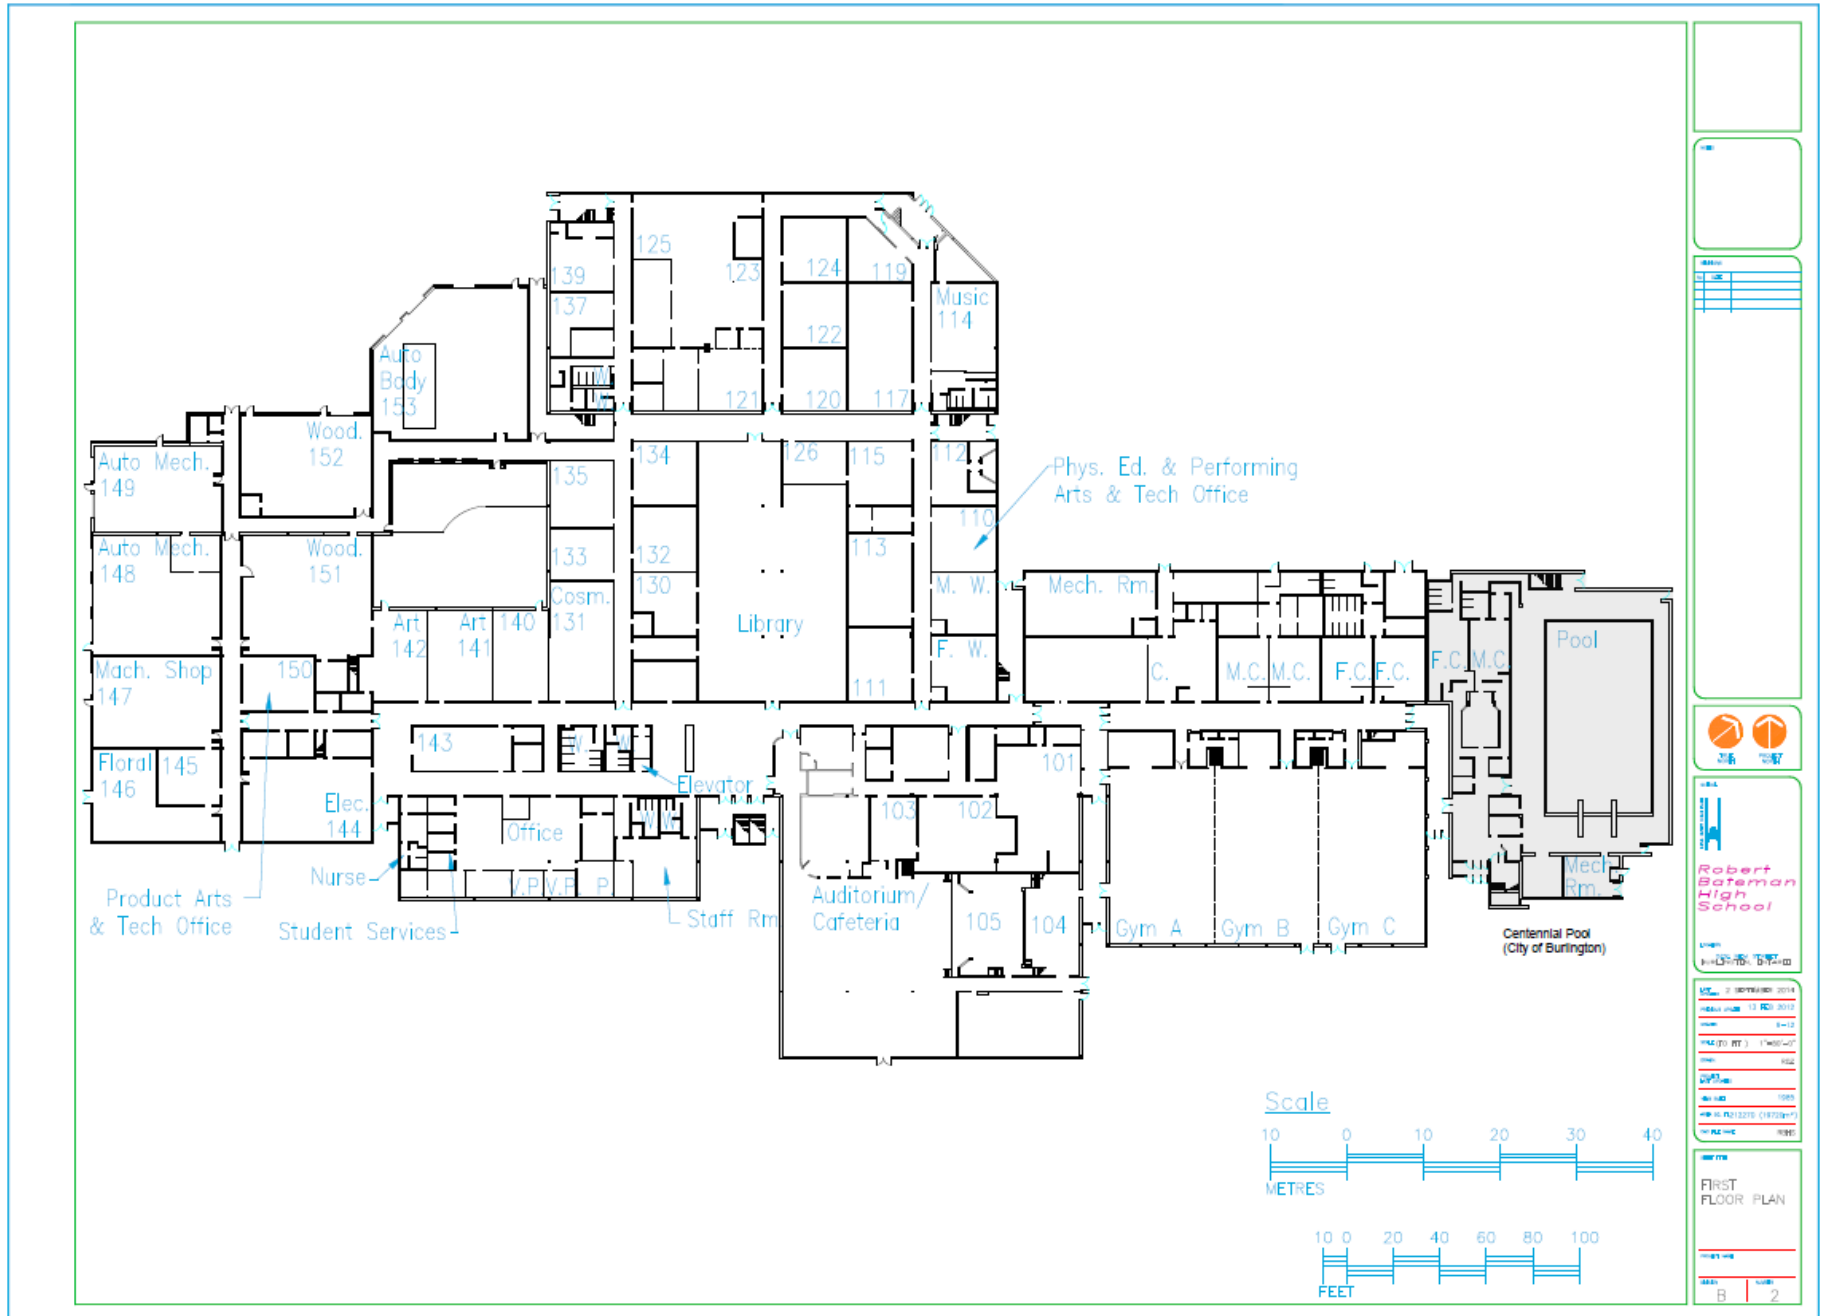 125
139
123
124
119
137
Music
114
122
Auto
Body
153
W.
W.
121
120
117
Wood.
152
134
126
115
112
Auto Mech.
149
135
Phys. Ed. & Performing
Arts & Tech Office
110
Auto Mech.
148
Wood.
151
133
132
113
130
M. W.
Mech. Rm.
Cosm.
131
Art
142
Art
141
140
Library
Pool
F. W.
Mach. Shop
147
150
111
C.
M.C.
M.C.
F.C.
F.C.
F.C.
M.C.
143
W.
W
Floral
146
145
Elevator
101
Elec.
144
Office
W
W
103
102
Nurse
V.P.
V.P.
P.
Mech.
Rm.
Product Arts
& Tech Office
Student Services
Staff Rm
Auditorium/
Cafeteria
105
104
Gym A
Gym B
Gym C
Centennial Pool
(City of Burlington)
Robert
Bateman
High
School
2 SEPTEMBER 2014
13 FEB 2012
Scale
10 0 10 20 30 40
METRES
10 0 20 40 60 80 100
FEET
FIRST
FLOOR PLAN
B
2